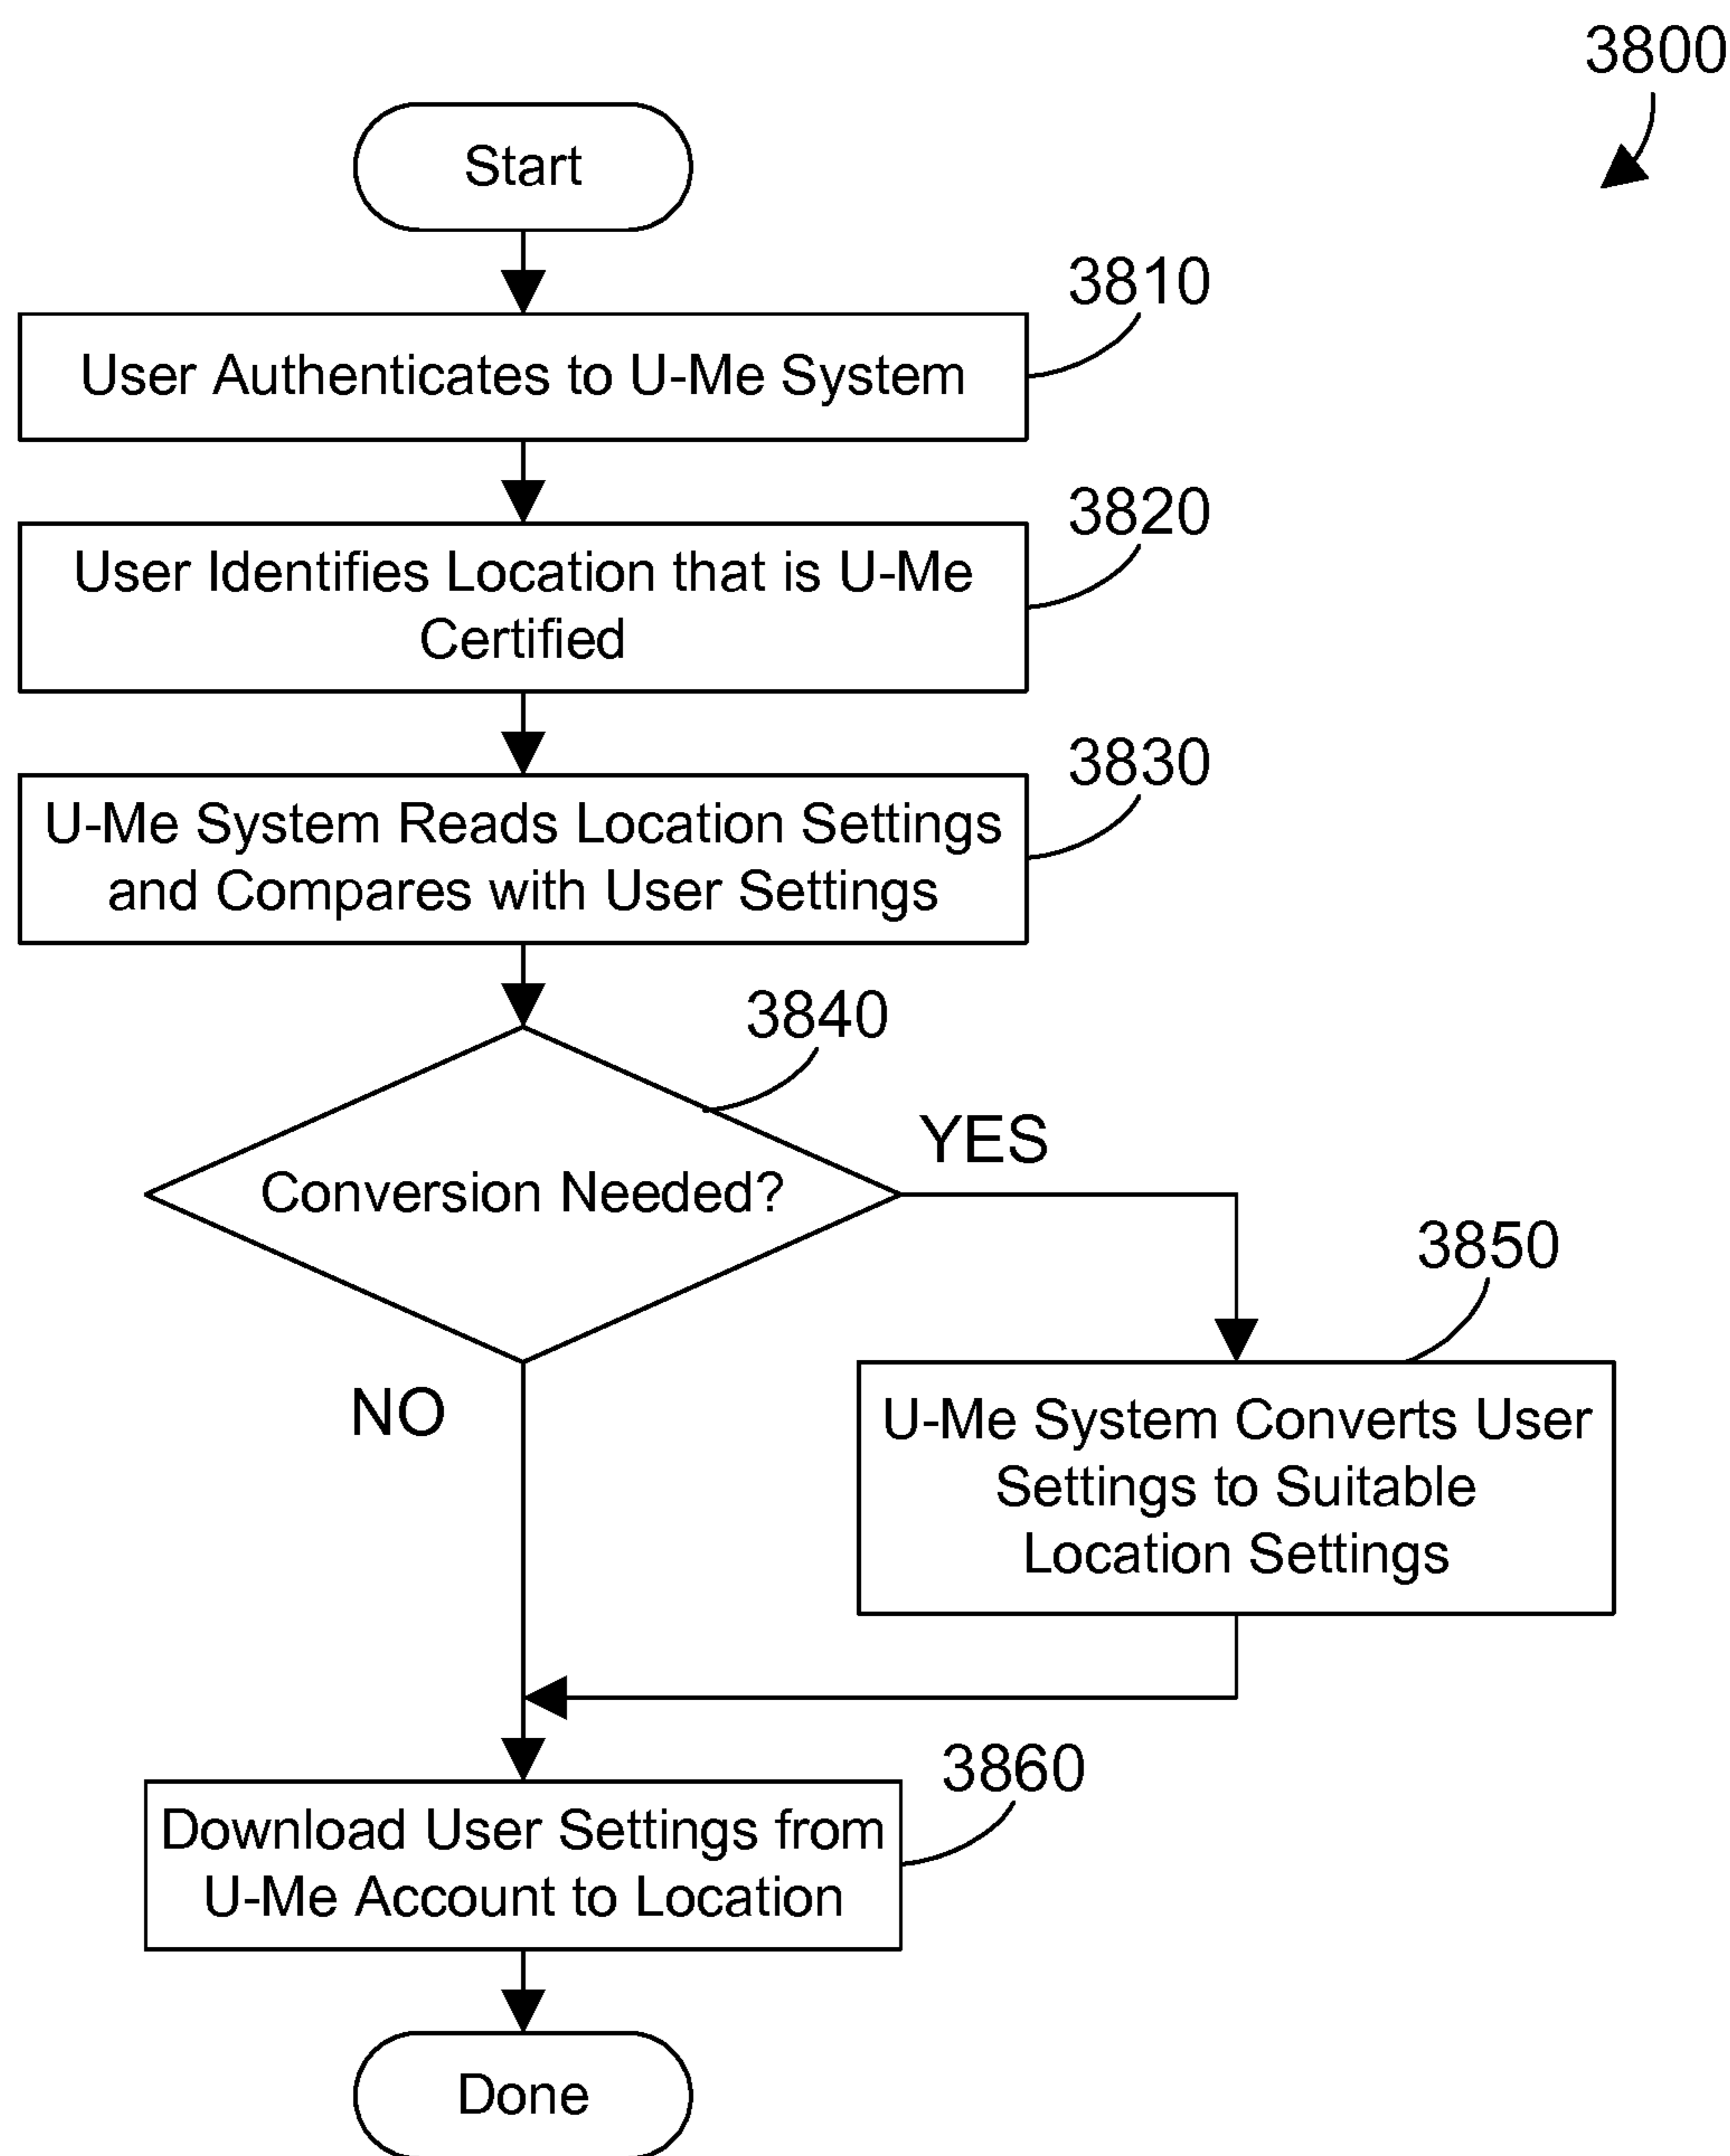 3800
Start
3810
User Authenticates to U-Me System
3820
User Identifies Location that is U-Me
Certified
3830
U-Me System Reads Location Settings
and Compares with User Settings
3840
Conversion Needed?
YES
3850
NO
U-Me System Converts User
Settings to Suitable
Location Settings
3860
Download User Settings from
U-Me Account to Location
Done